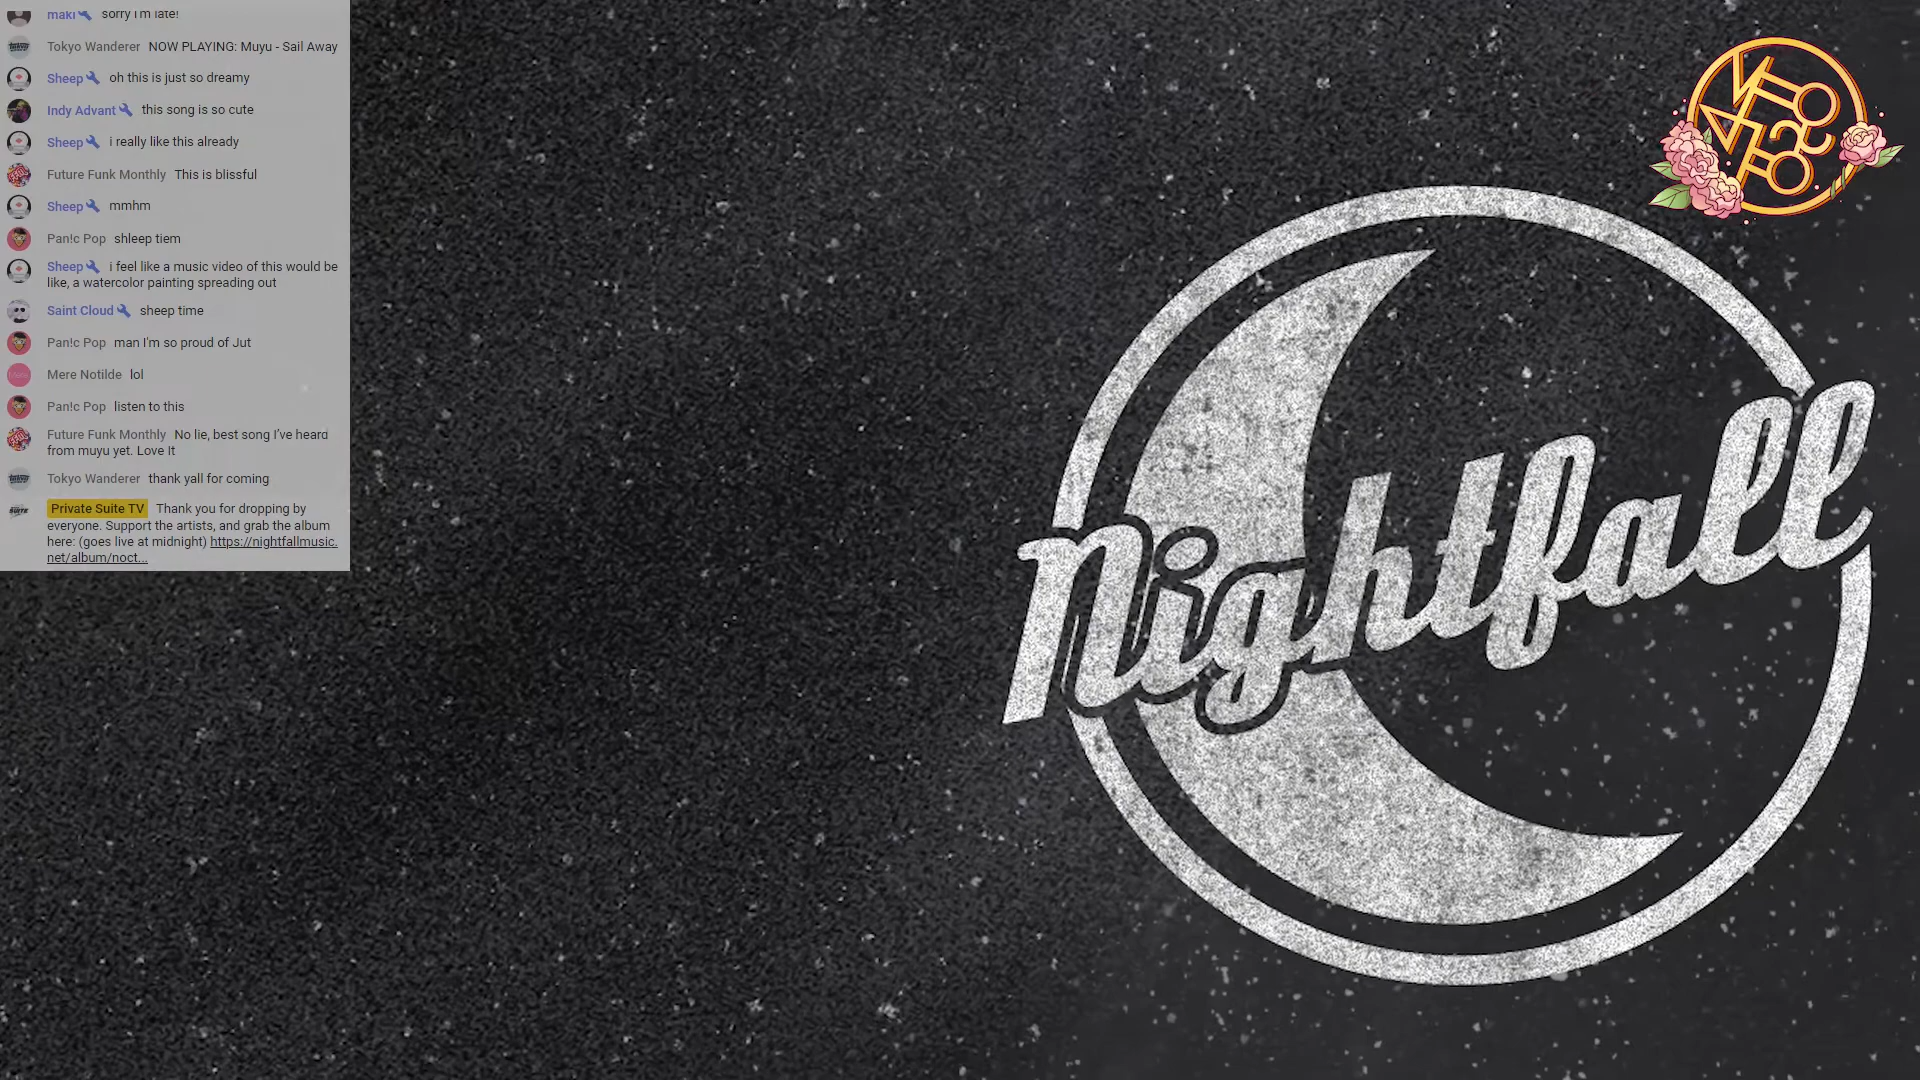 maki sorry i'm late!
Tokyo Wanderer NOW PLAYING: Muyu - Sail Away
Sheep oh this is just so dreamy
Indy Advant this song is so cute
Sheep i really like this already
Future Funk Monthly This is blissful
Sheep mmhm
Pan!c Pop shleep tiem
Sheep i feel like a music video of this would be
like, a watercolor painting spreading out
Saint Cloud sheep time
Pan!c Pop man I'm so proud of Jut
Mere Notilde lol
Pan!c Pop listen to this
Future Funk Monthly No lie, best song I've heard
from muyu yet. Love It
Tokyo Wanderer thank yall for coming
Private Suite TV Thank you for dropping by
everyone. Support the artists, and grab the album
here: (goes live at midnight) https://nightfallmusic.
net/album/noct...
Nightfall